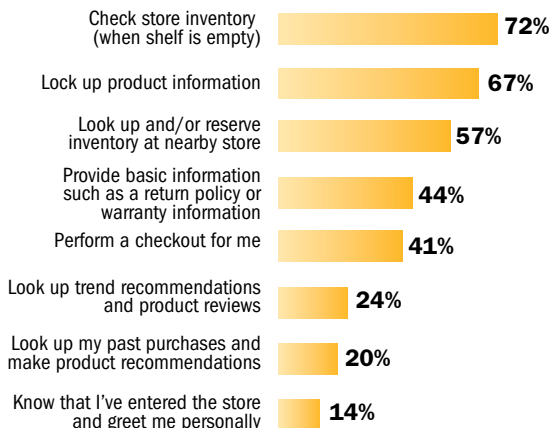 Check store inventory
(when shelf is empty)
72%
Lock up product information
67%
Look up and/or reserve
inventory at nearby store
57%
Provide basic information
such as a return policy or
warranty information
44%
Perform a checkout for me
41%
Look up trend recommendations
and product reviews
24%
Look up my past purchases and
make product recommendations
20%
Know that I've entered the store
and greet me personally
14%